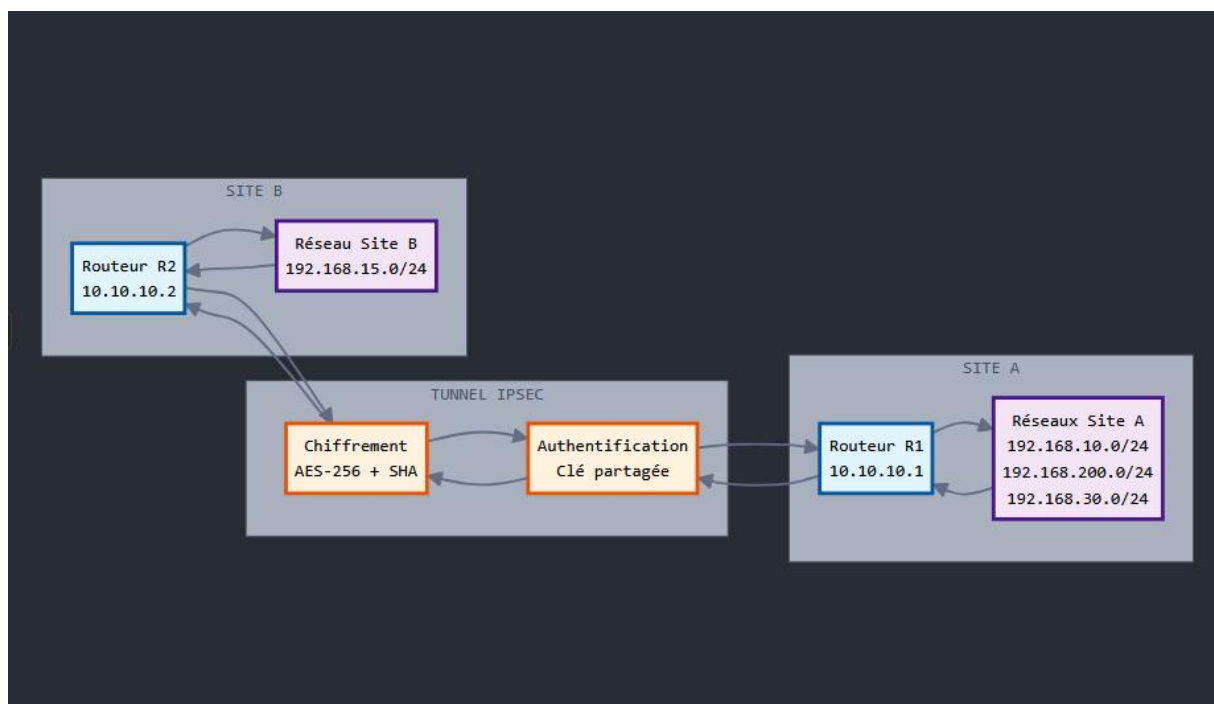 SITE B
Routeur R2
10.10.10.2
Réseau Site B
192.168.15.0/24
TUNNEL IPSEC
Chiffrement
AES-256 + SHA
Authentification
Clé partagée
SITE A
Routeur R1
10.10.10.1
Réseaux Site A
192.168.10.0/24
192.168.200.0/24
192.168.30.0/24